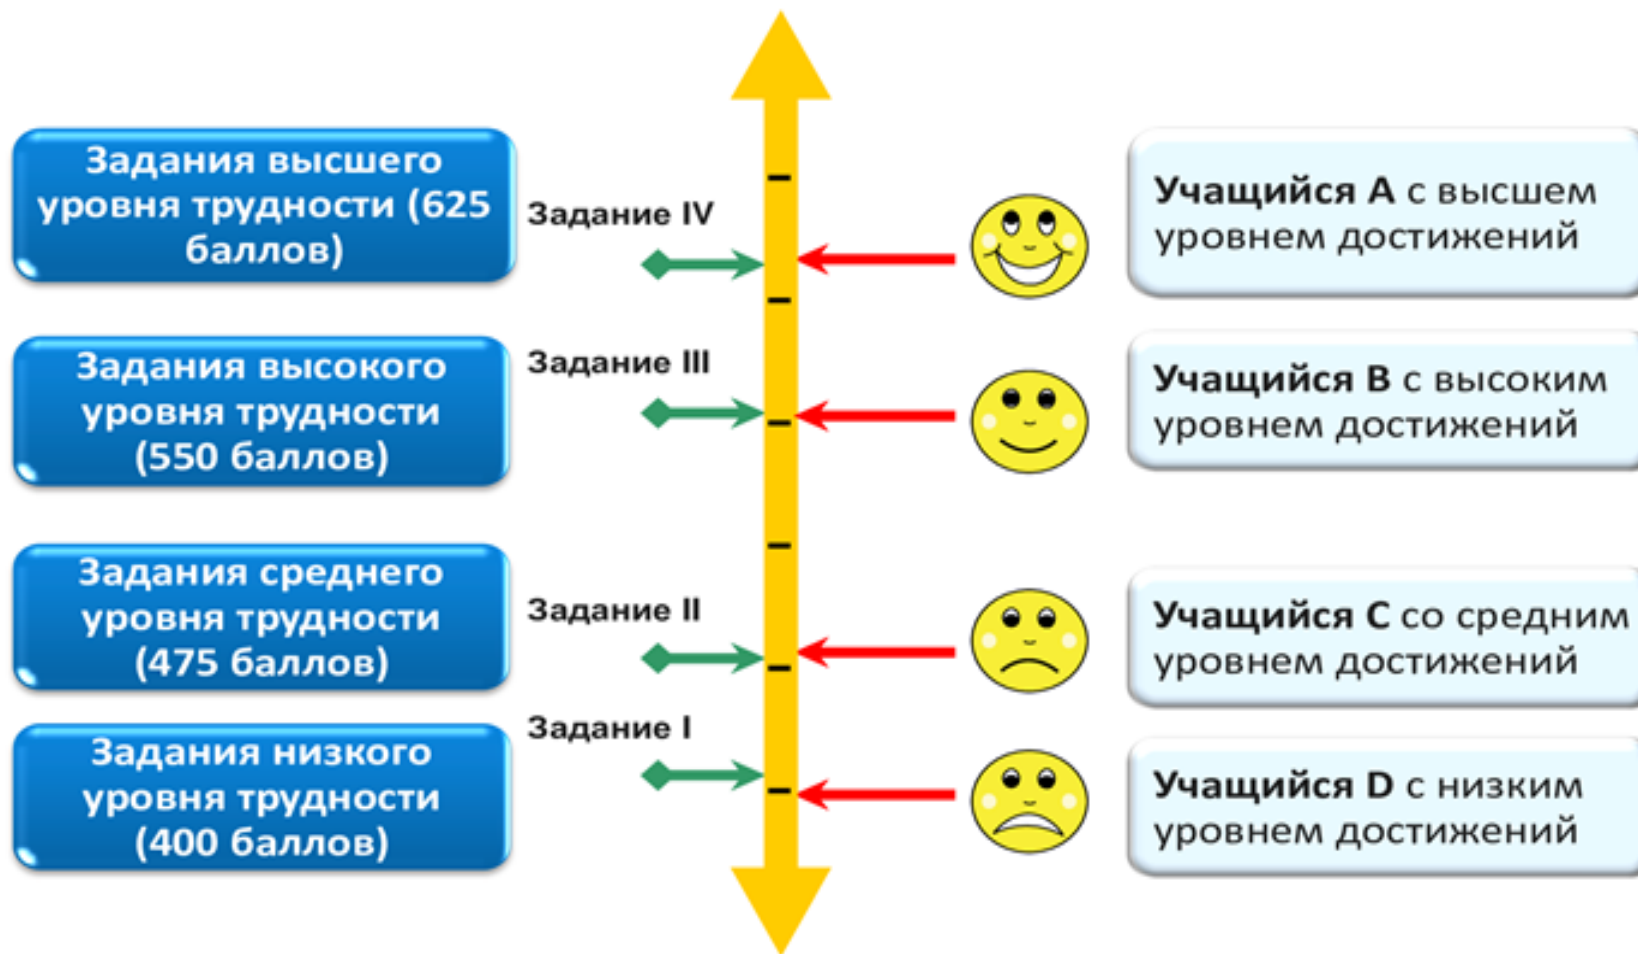 Задания высшего
уровня трудности (625
баллов)
Задание IV
Учащийся A с высшем
уровнем достижений
Задания высокого
уровня трудности
(550 баллов)
Задание III
Учащийся B с высоким
уровнем достижений
Задания среднего
уровня трудности
(475 баллов)
Задание II
Учащийся C со средним
уровнем достижений
Задания низкого
уровня трудности
(400 баллов)
Задание I
Учащийся D с низким
уровнем достижений